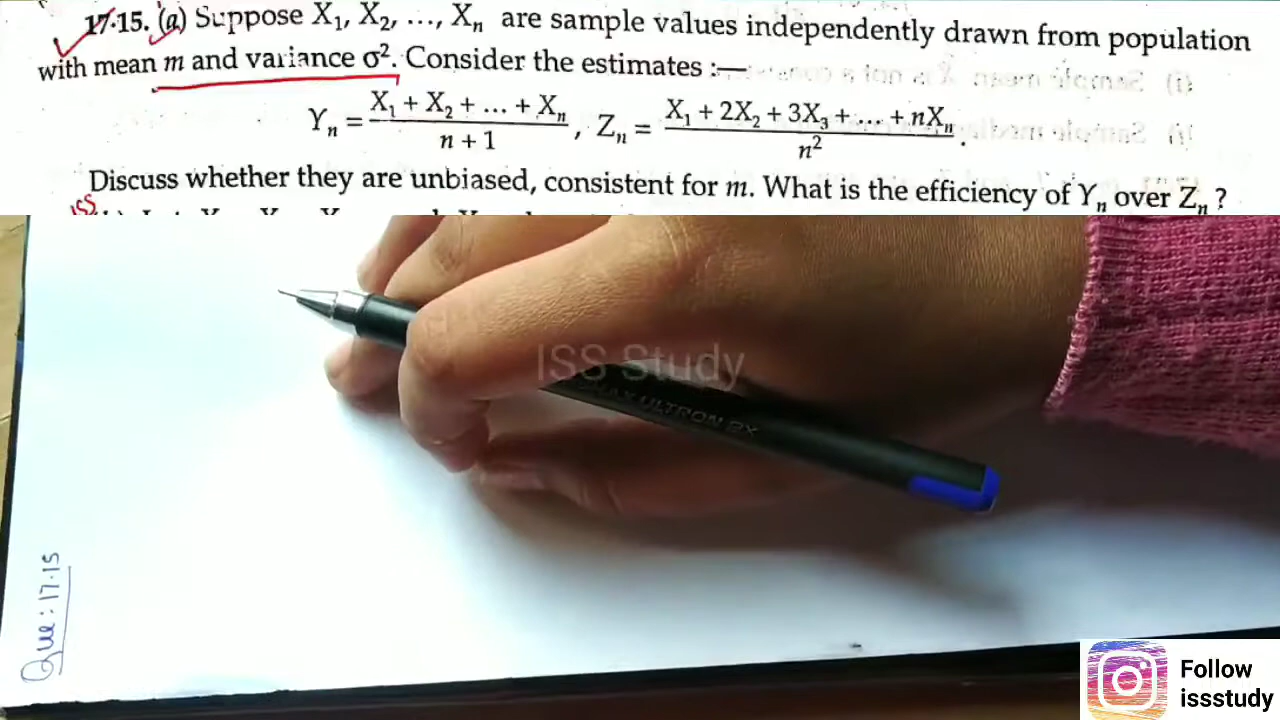 17.15. (a) Suppose X₁, X₂, ..., Xₙ are sample values independently drawn from population
with mean m and variance σ². Consider the estimates :—
Yₙ = (X₁ + X₂ + ... + Xₙ)/(n + 1), Zₙ = (X₁ + 2X₂ + 3X₃ + ... + nXₙ)/n².
Discuss whether they are unbiased, consistent for m. What is the efficiency of Yₙ over Zₙ ?
ISS
ISS Study
ULTRON 2X
Que : 17.15
Follow
issstudy